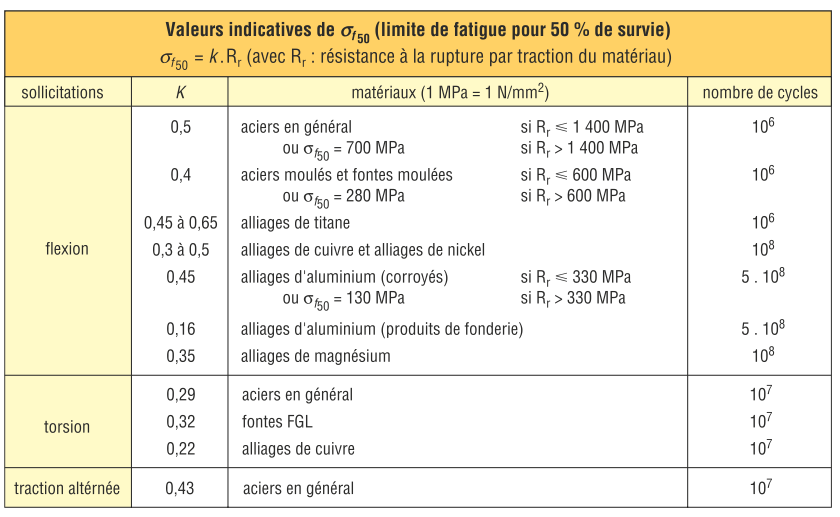 Valeurs indicatives de σf50 (limite de fatigue pour 50 % de survie)
σf50 = k.Rr (avec Rr : résistance à la rupture par traction du matériau)
sollicitations K matériaux (1 MPa = 1 N/mm²) nombre de cycles
0,5 aciers en général si Rr ⩽ 1 400 MPa 10⁶
ou σf50 = 700 MPa si Rr > 1 400 MPa
0,4 aciers moulés et fontes moulées si Rr ⩽ 600 MPa 10⁶
ou σf50 = 280 MPa si Rr > 600 MPa
0,45 à 0,65 alliages de titane 10⁶
flexion 0,3 à 0,5 alliages de cuivre et alliages de nickel 10⁸
0,45 alliages d'aluminium (corroyés) si Rr ⩽ 330 MPa 5 . 10⁸
ou σf50 = 130 MPa si Rr > 330 MPa
0,16 alliages d'aluminium (produits de fonderie) 5 . 10⁸
0,35 alliages de magnésium 10⁸
0,29 aciers en général 10⁷
torsion 0,32 fontes FGL 10⁷
0,22 alliages de cuivre 10⁷
traction altérnée 0,43 aciers en général 10⁷